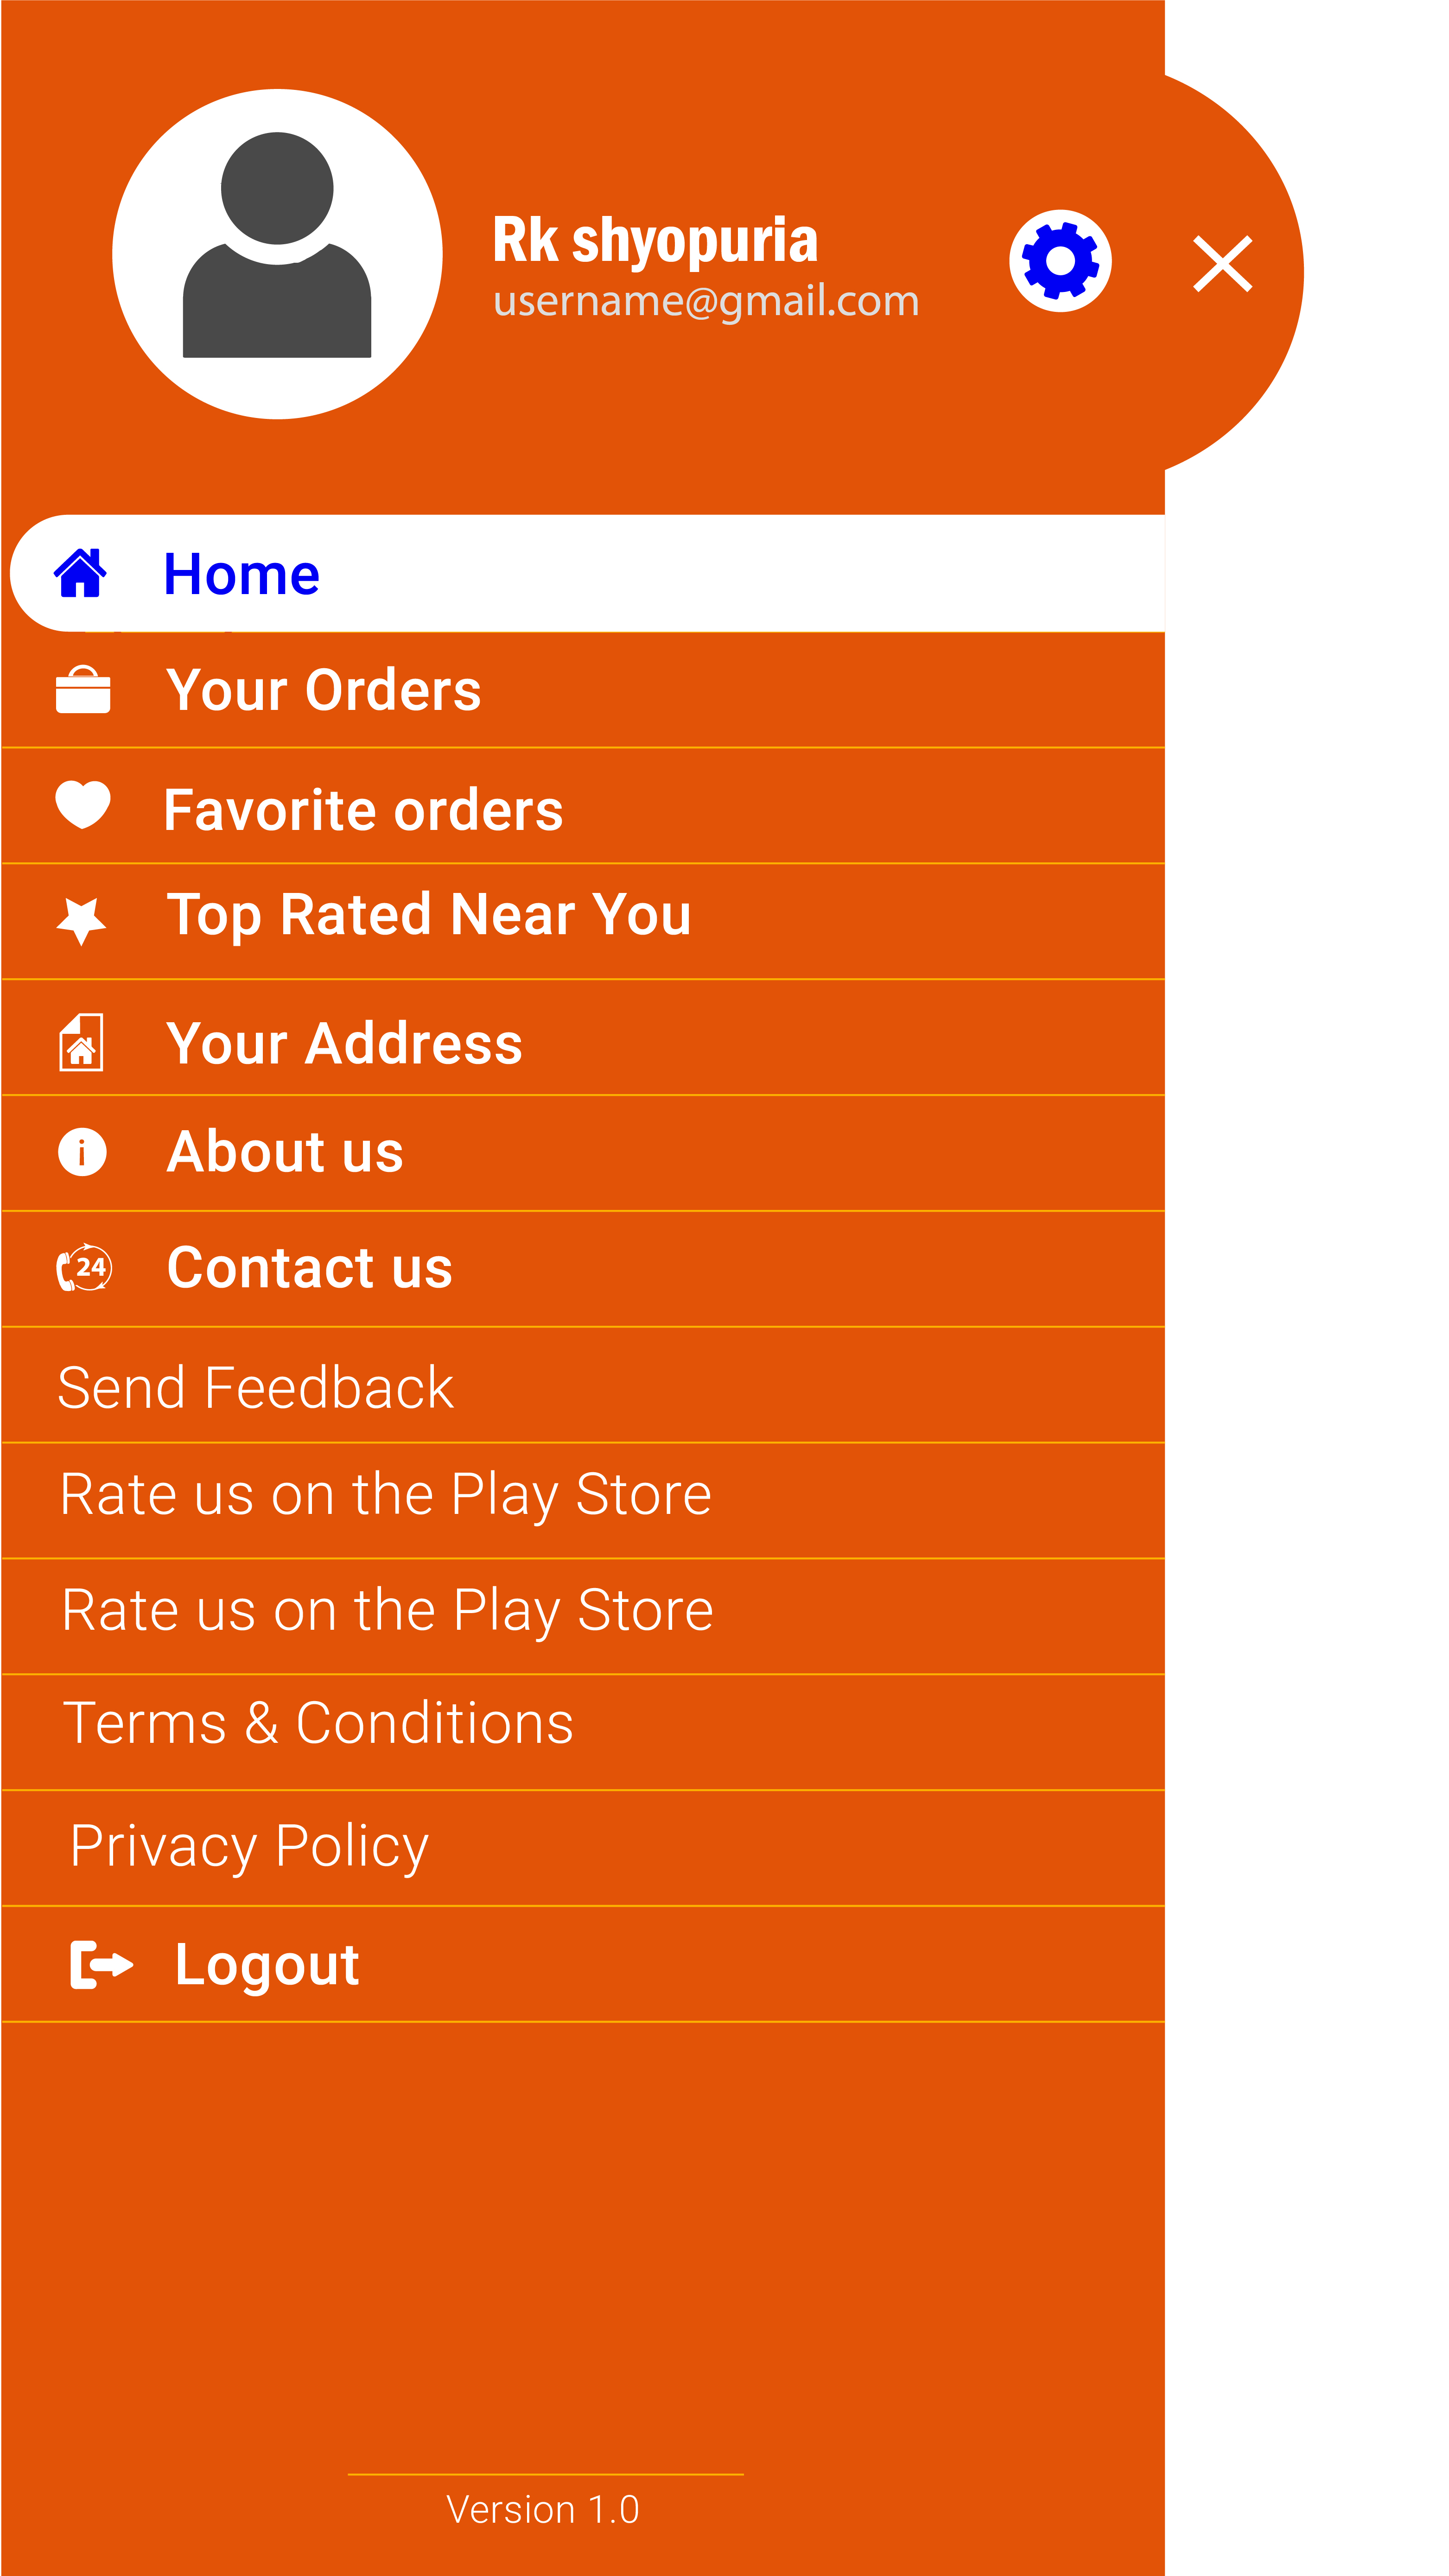 Rk shyopuria
username@gmail.com
Home
Your Orders
Favorite orders
Top Rated Near You
Your Address
i
About us
24
Contact us
Send Feedback
Rate us on the Play Store
Rate us on the Play Store
Terms & Conditions
Privacy Policy
Logout
Version 1.0